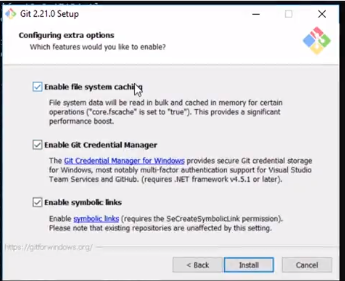 Git 2.21.0 Setup
Configuring extra options
Which features would you like to enable?
Enable file system caching
File system data will be read in bulk and cached in memory for certain
operations ("core.fscache" is set to "true"). This provides a significant
performance boost.
Enable Git Credential Manager
The Git Credential Manager for Windows provides secure Git credential storage
for Windows, most notably multi-factor authentication support for Visual Studio
Team Services and GitHub. (requires .NET framework v4.5.1 or later).
Enable symbolic links
Enable symbolic links (requires the SeCreateSymbolicLink permission).
Please note that existing repositories are unaffected by this setting.
https://gitforwindows.org/
< Back Install Cancel